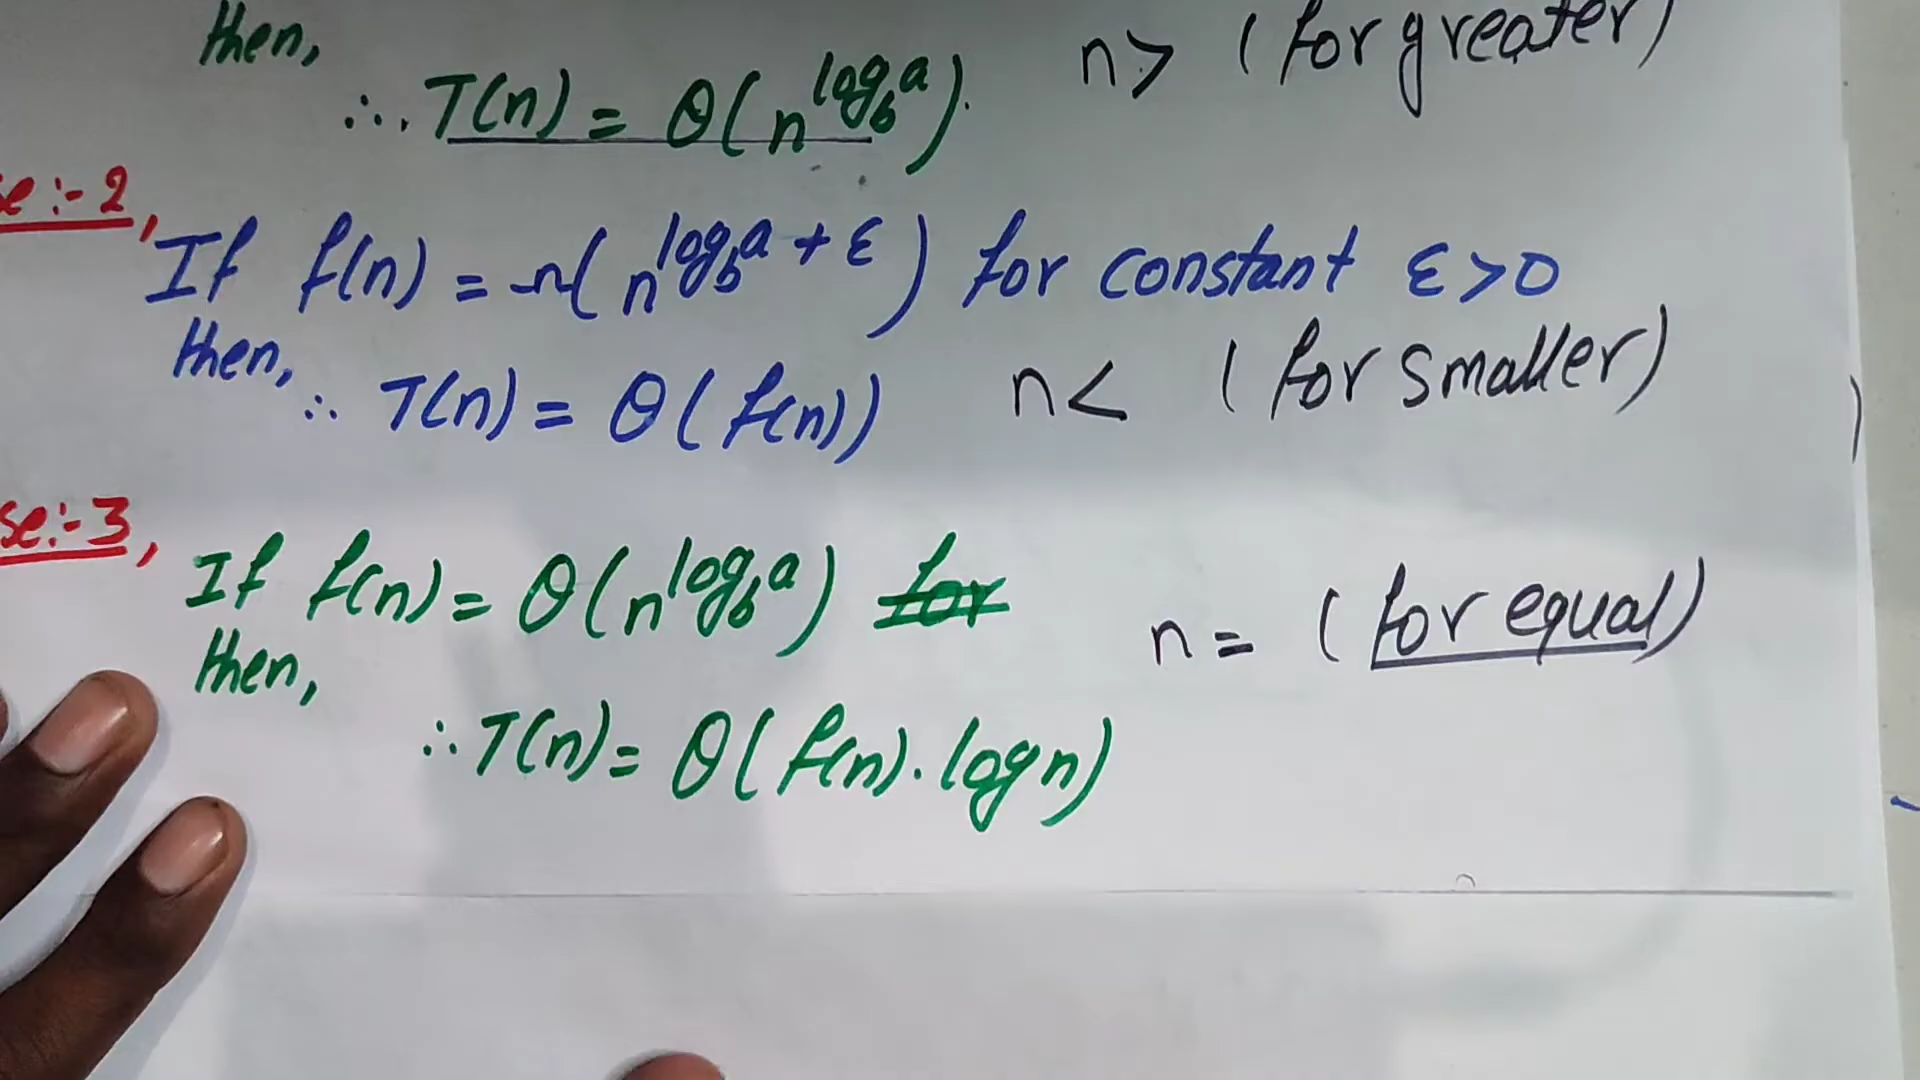 then,
n> (for greater)
∴ T(n) = θ(n^{log_b a}).
se:-2,
If f(n) = Ω(n^{log_b a + ε}) for constant ε>0
then,
∴ T(n) = θ(f(n)) n< (for smaller)
se:-3,
If f(n) = θ(n^{log_b a}) for
n = (for equal)
then,
∴ T(n) = θ(f(n).logn)